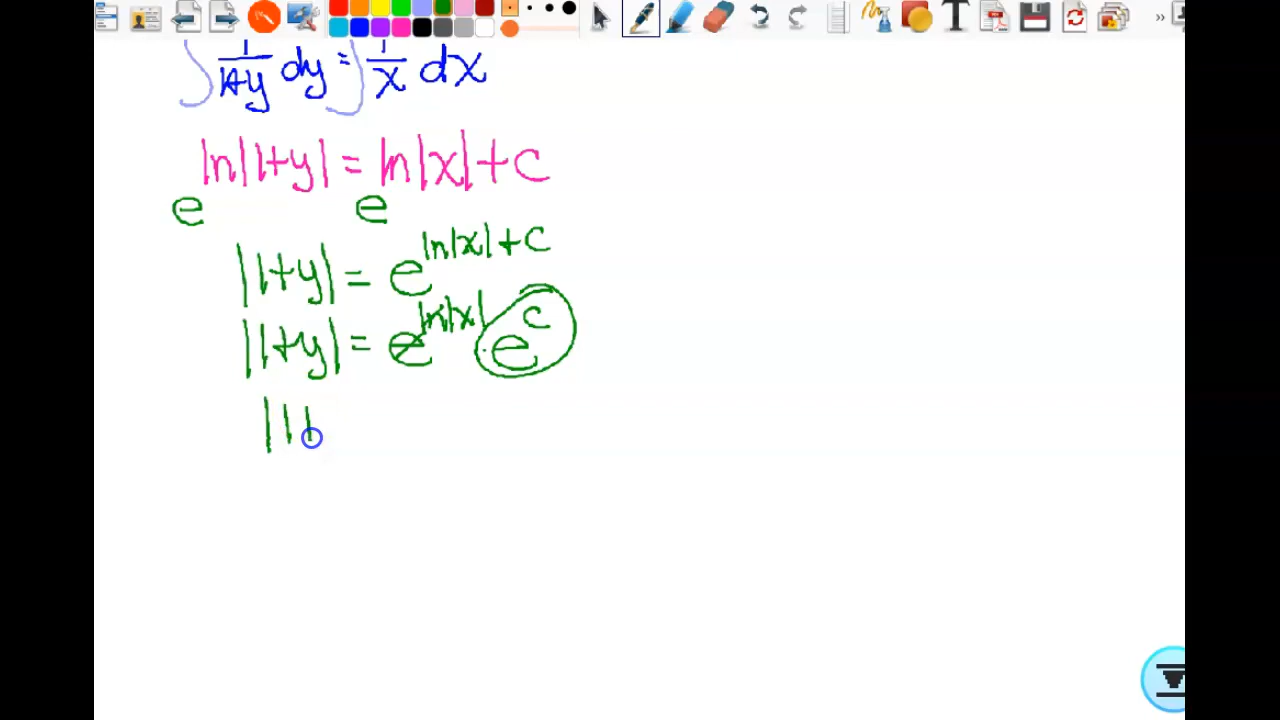 ∫ 1/(1+y) dy = ∫ 1/x dx
ln|1+y| = ln|x| + c
e e
|1+y| = e^(ln|x| + c)
|1+y| = e^(ln|x|) · e^c
|1